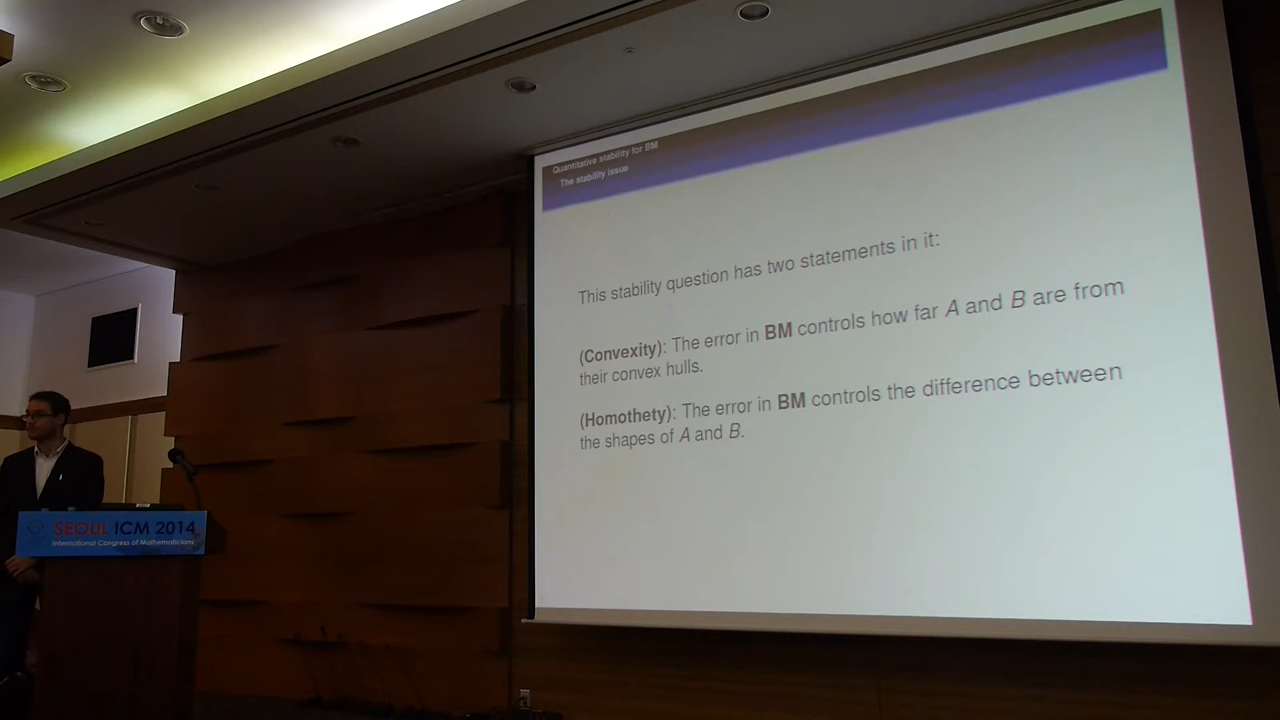 Quantitative stability for BM
The stability issue
This stability question has two statements in it:
(Convexity): The error in BM controls how far A and B are from
their convex hulls.
(Homothety): The error in BM controls the difference between
the shapes of A and B.
SEOUL ICM 2014
International Congress of Mathematicians